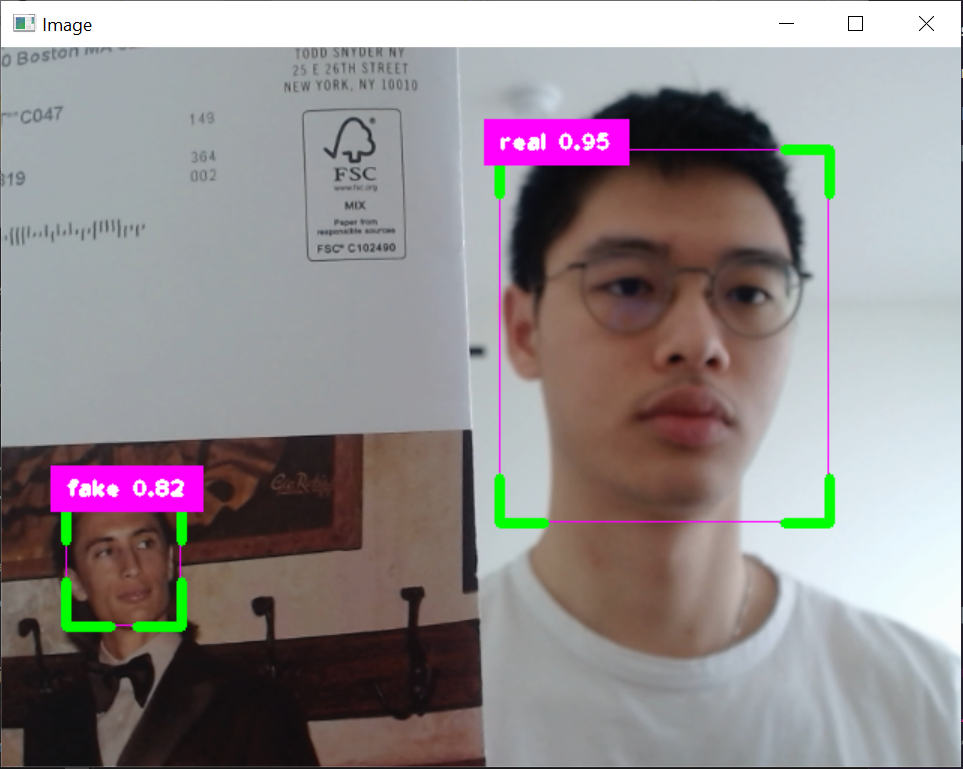 Image
0 Boston MA
TODD SNYDER NY
25 E 26TH STREET
NEW YORK, NY 10010
C047
149
364
319
002
FSC
www.fsc.org
MIX
Paper from
responsible sources
FSC® C102490
real 0.95
fake 0.82